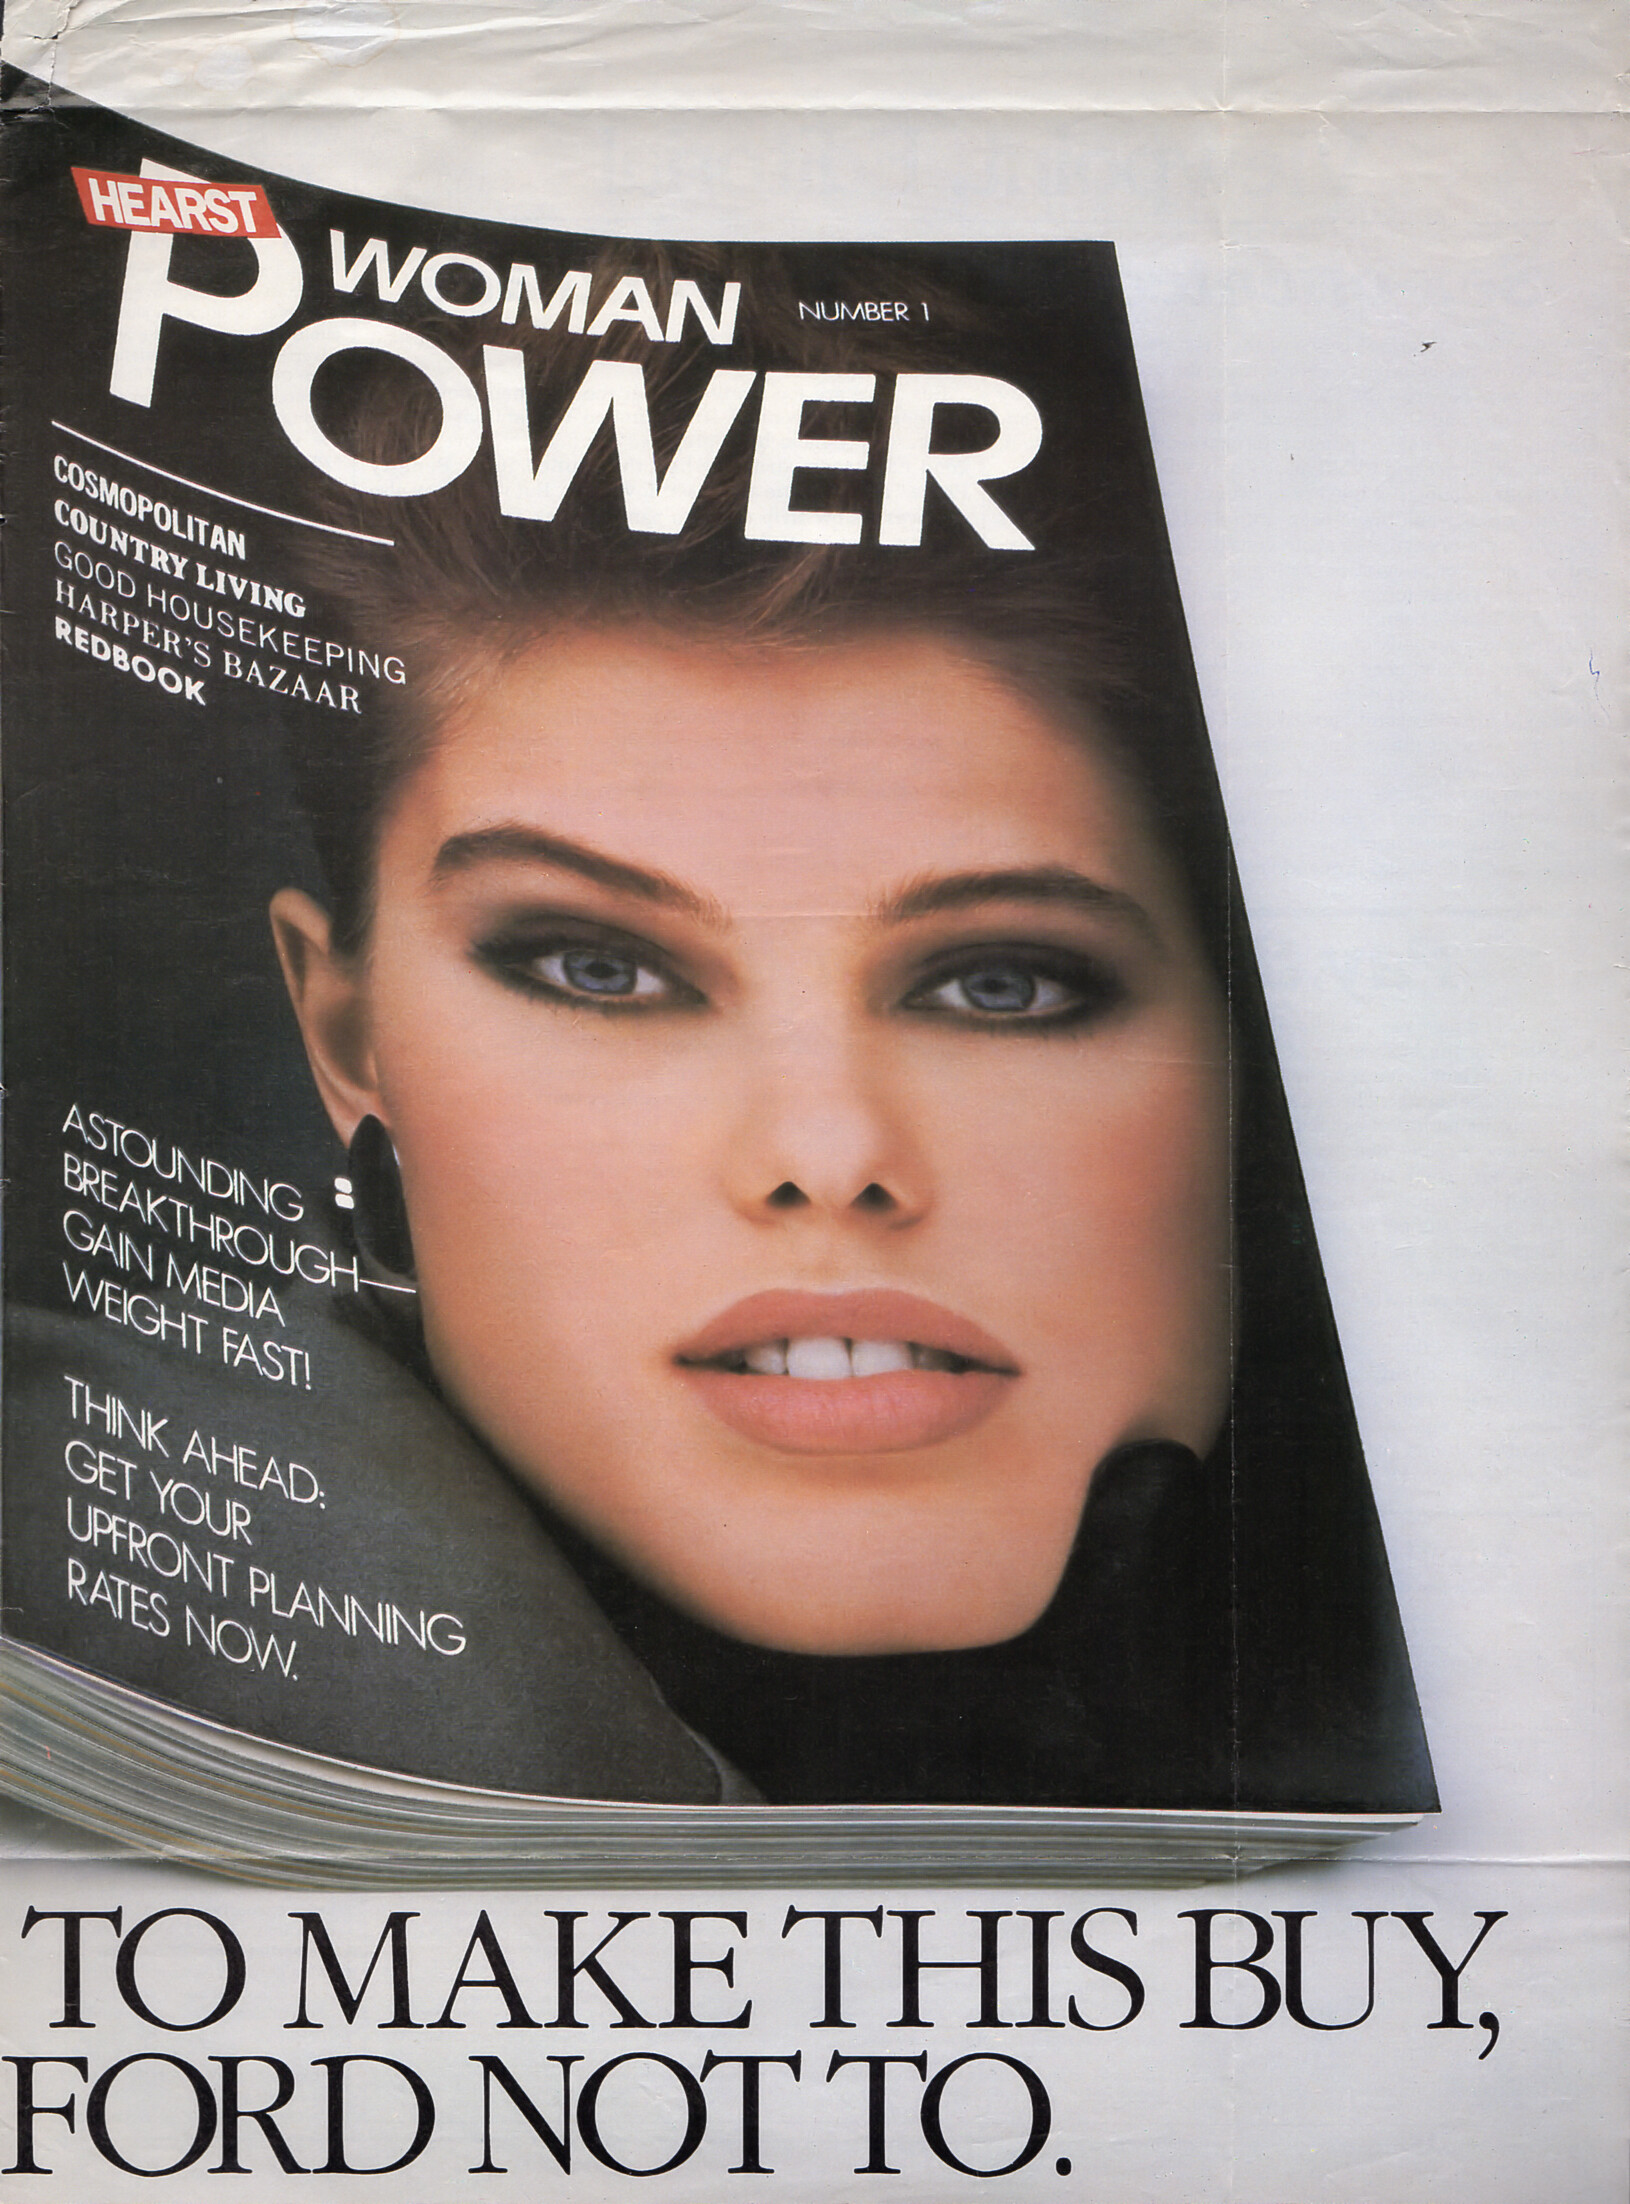 HEARST
WOMAN
POWER
NUMBER 1
COSMOPOLITAN
COUNTRY LIVING
GOOD HOUSEKEEPING
HARPER'S BAZAAR
REDBOOK
ASTOUNDING
BREAKTHROUGH—
GAIN MEDIA
WEIGHT FAST!
THINK AHEAD:
GET YOUR
UPFRONT PLANNING
RATES NOW.
TO MAKE THIS BUY,
FORD NOT TO.